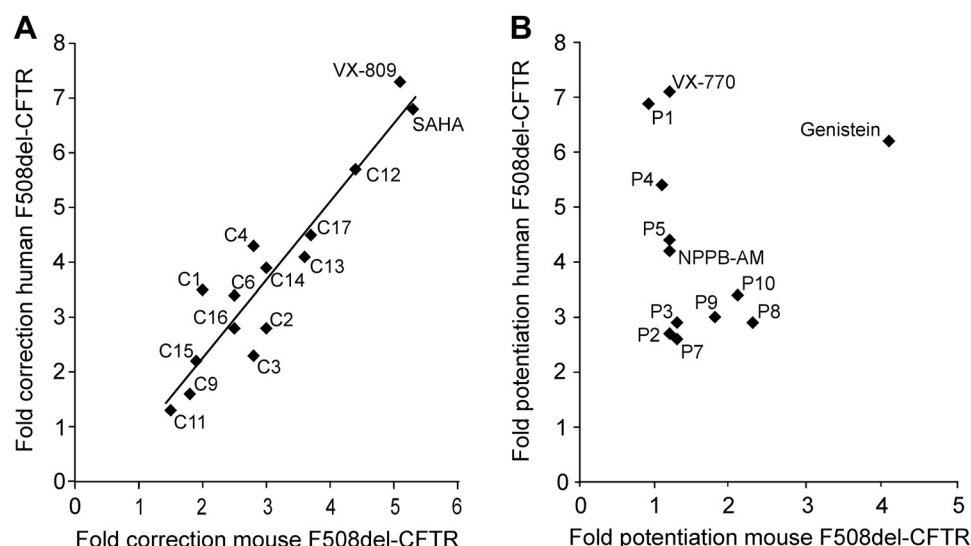 A
B
Fold correction human F508del-CFTR
8
7
6
5
4
3
2
1
0
VX-809
SAHA
C12
C17
C4
C13
C14
C1
C6
C16
C2
C15
C3
C9
C11
0 1 2 3 4 5 6
Fold correction mouse F508del-CFTR
Fold potentiation human F508del-CFTR
8
7
6
5
4
3
2
1
0
VX-770
P1
Genistein
P4
P5
NPPB-AM
P10
P9
P3
P8
P2
P7
0 1 2 3 4 5
Fold potentiation mouse F508del-CFTR